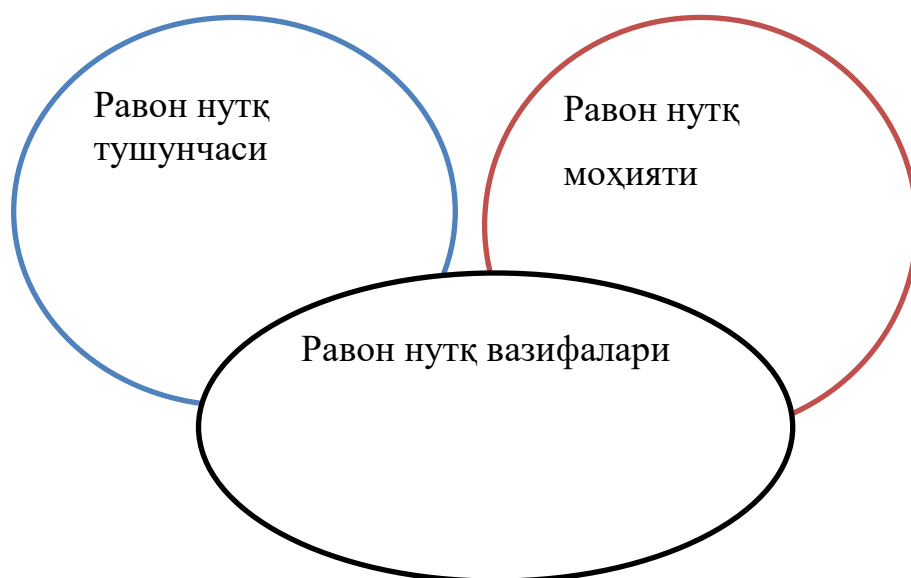 Равон нутқ
тушунчаси
Равон нутқ
моҳияти
Равон нутқ вазифалари